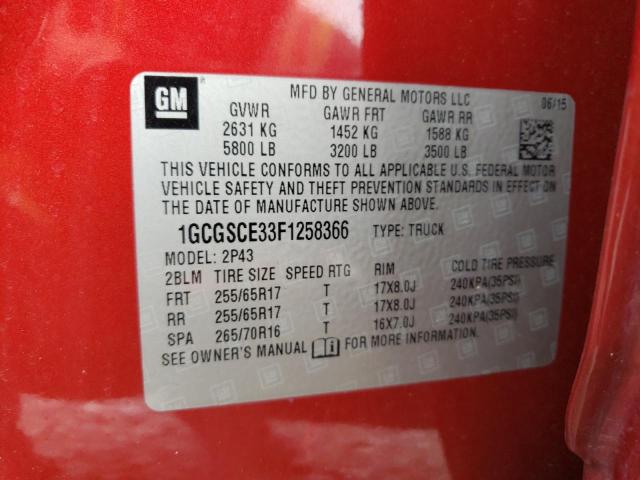 GM
MFD BY GENERAL MOTORS LLC 06/15
GVWR GAWR FRT GAWR RR
2631 KG 1452 KG 1588 KG
5800 LB 3200 LB 3500 LB
THIS VEHICLE CONFORMS TO ALL APPLICABLE U.S. FEDERAL MOTOR
VEHICLE SAFETY AND THEFT PREVENTION STANDARDS IN EFFECT ON
THE DATE OF MANUFACTURE SHOWN ABOVE.
1GCGSCE33F1258366 TYPE: TRUCK
MODEL: 2P43
2BLM TIRE SIZE SPEED RTG RIM COLD TIRE PRESSURE
FRT 255/65R17 T 17X8.0J 240KPA(35PSI)
RR 255/65R17 T 17X8.0J 240KPA(35PSI)
SPA 265/70R16 T 16X7.0J 240KPA(35PSI)
SEE OWNER'S MANUAL FOR MORE INFORMATION.